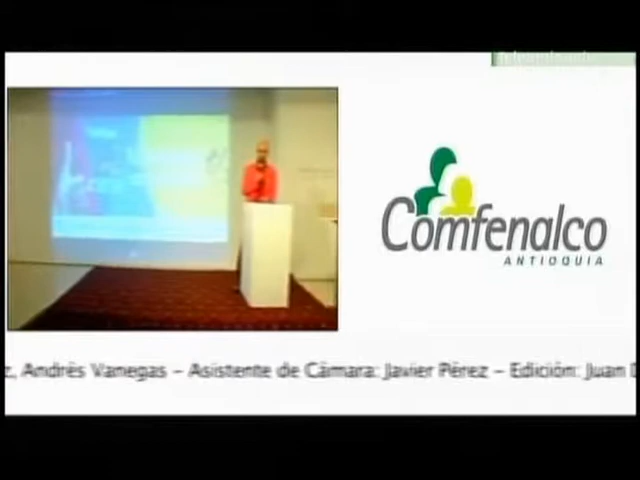 Comfenalco
ANTIOQUIA
z, Andrés Vanegas – Asistente de Cámara: Javier Pérez – Edición: Juan